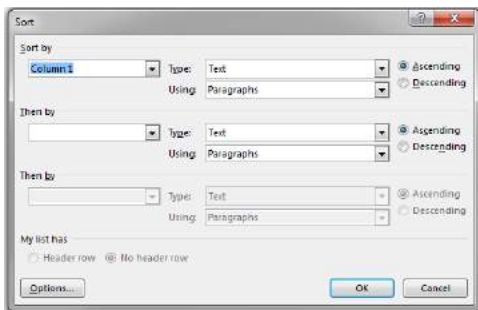 Sort
Sort by
Column 1 Type: Text Ascending
Using: Paragraphs Descending
Then by
Type: Text Ascending
Using: Paragraphs Descending
Then by
Type: Text Ascending
Using: Paragraphs Descending
My list has
Header row No header row
Options... OK Cancel